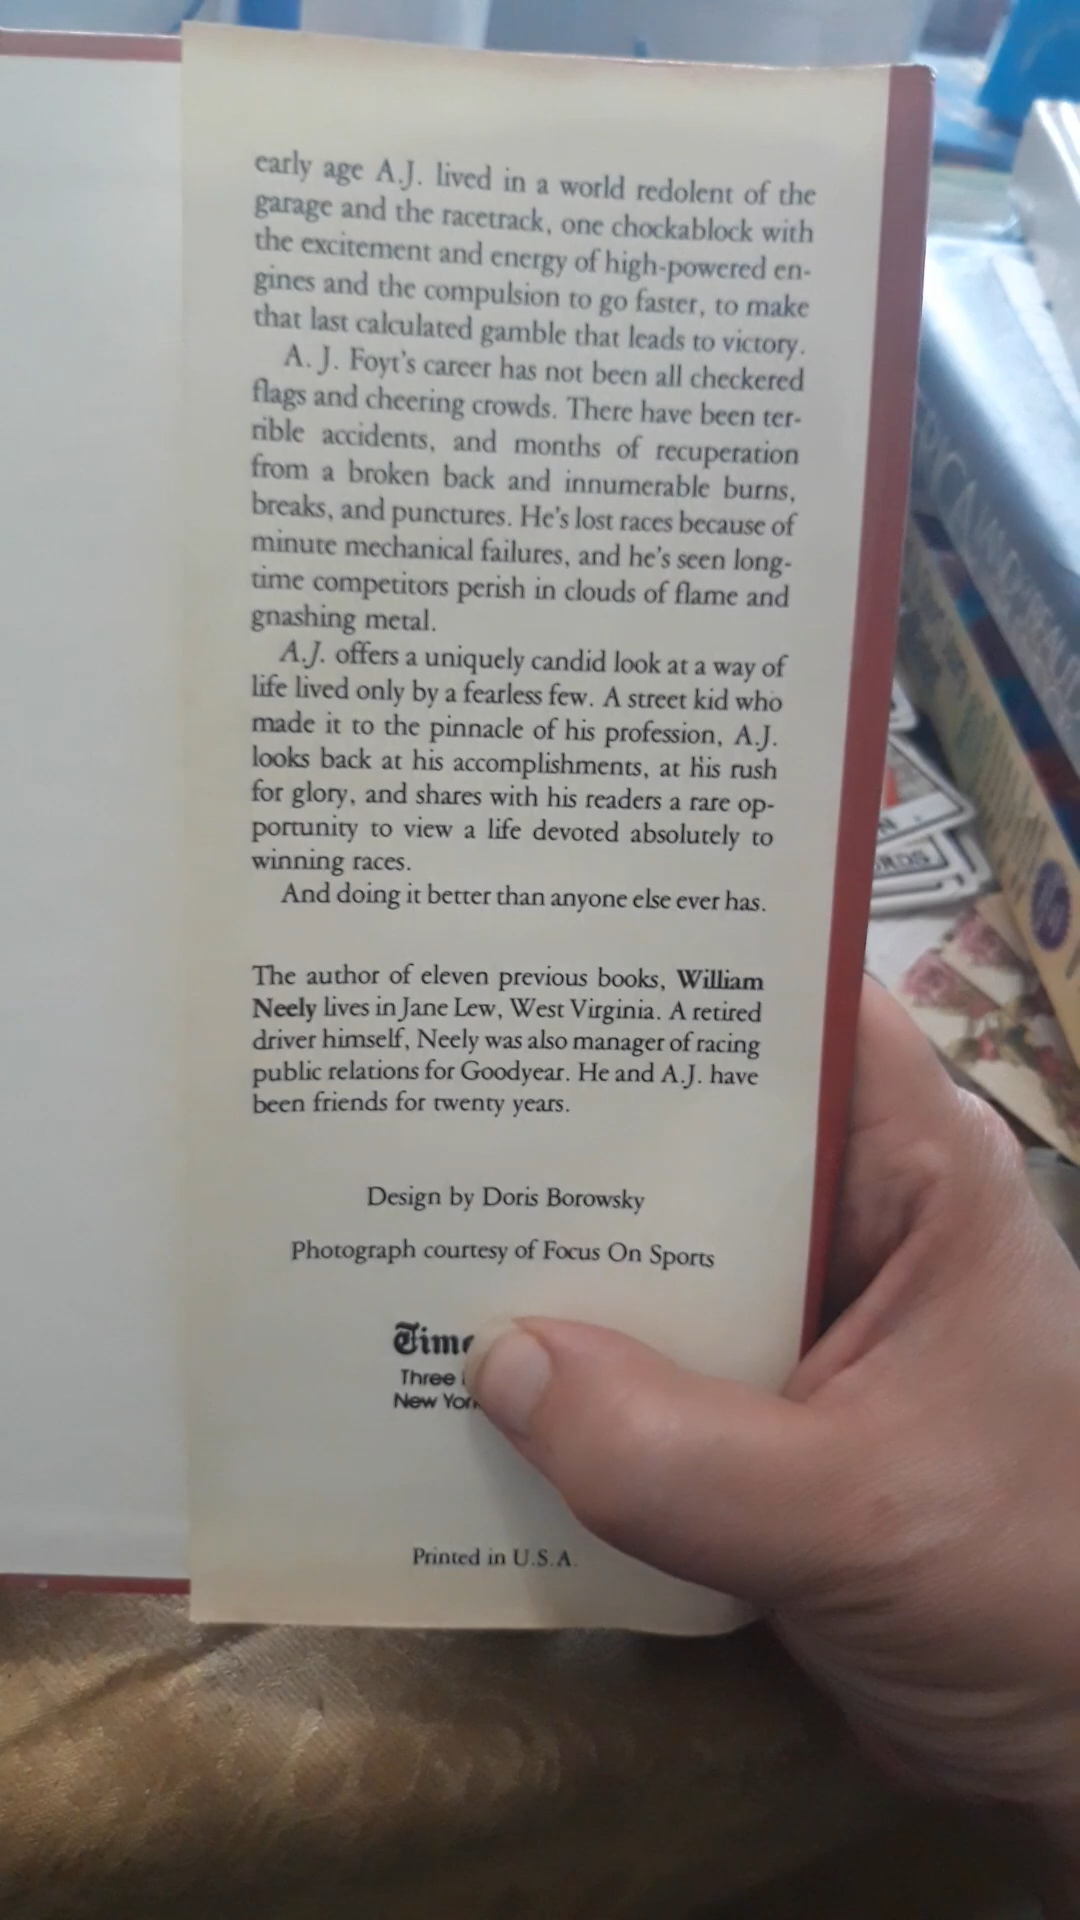 early age A.J. lived in a world redolent of the
garage and the racetrack, one chockablock with
the excitement and energy of high-powered en-
gines and the compulsion to go faster, to make
that last calculated gamble that leads to victory.
A. J. Foyt's career has not been all checkered
flags and cheering crowds. There have been ter-
rible accidents, and months of recuperation
from a broken back and innumerable burns,
breaks, and punctures. He's lost races because of
minute mechanical failures, and he's seen long-
time competitors perish in clouds of flame and
gnashing metal.
A.J. offers a uniquely candid look at a way of
life lived only by a fearless few. A street kid who
made it to the pinnacle of his profession, A.J.
looks back at his accomplishments, at his rush
for glory, and shares with his readers a rare op-
portunity to view a life devoted absolutely to
winning races.
And doing it better than anyone else ever has.
The author of eleven previous books, William
Neely lives in Jane Lew, West Virginia. A retired
driver himself, Neely was also manager of racing
public relations for Goodyear. He and A.J. have
been friends for twenty years.
Design by Doris Borowsky
Photograph courtesy of Focus On Sports
Time
Three
New York
Printed in U.S.A.